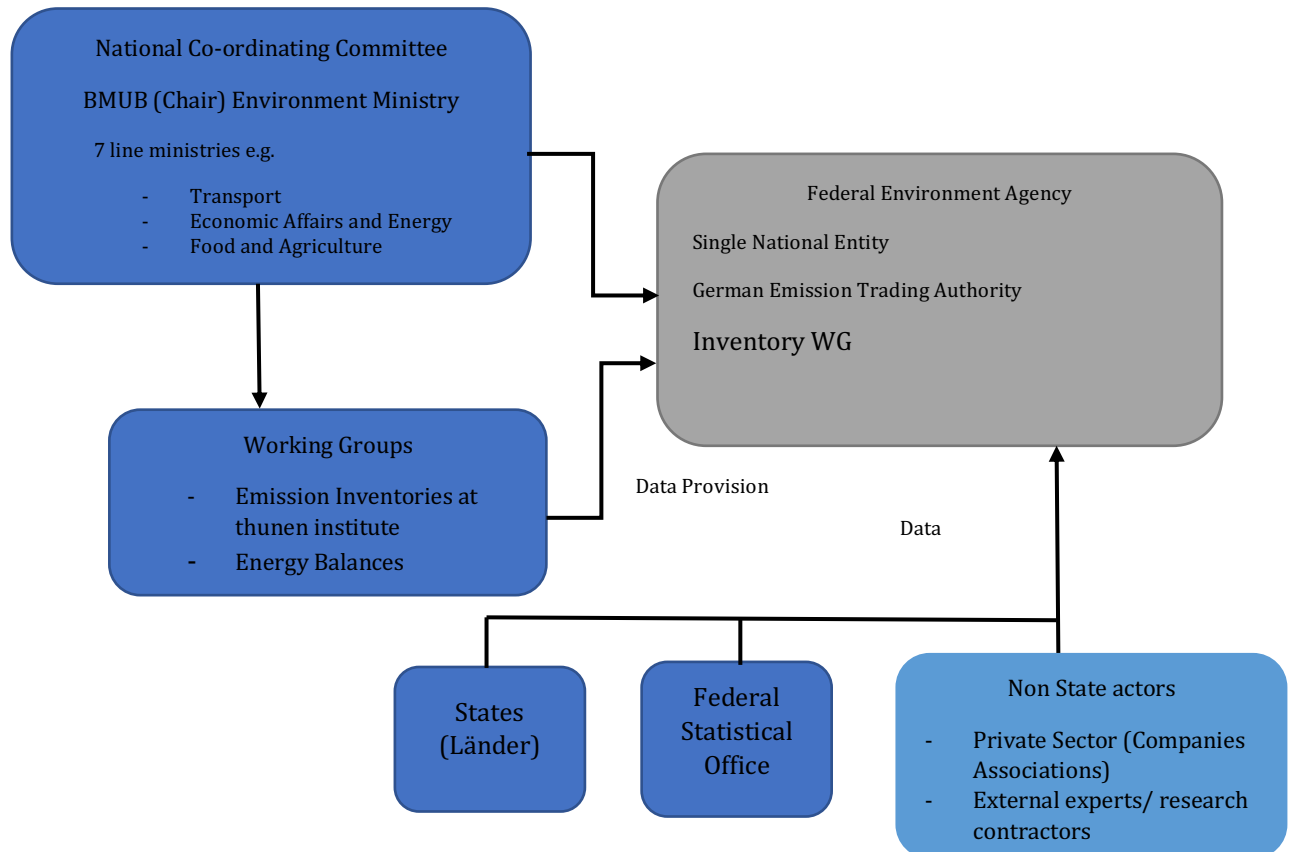 National Co-ordinating Committee
BMUB (Chair) Environment Ministry
7 line ministries e.g.
- Transport
- Economic Affairs and Energy
- Food and Agriculture
Federal Environment Agency
Single National Entity
German Emission Trading Authority
Inventory WG
Working Groups
- Emission Inventories at
thunen institute
- Energy Balances
Data Provision
Data
States
(Länder)
Federal
Statistical
Office
Non State actors
- Private Sector (Companies
Associations)
- External experts/ research
contractors